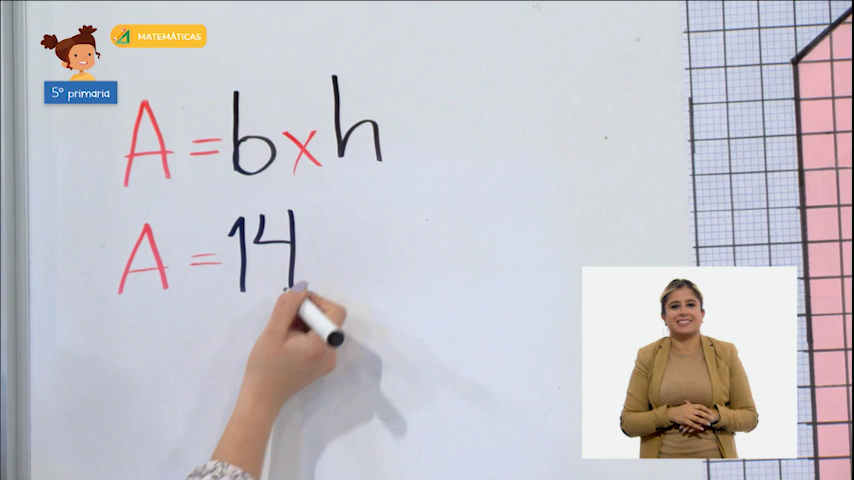 MATEMÁTICAS
5º primaria
A = b x h
A = 14